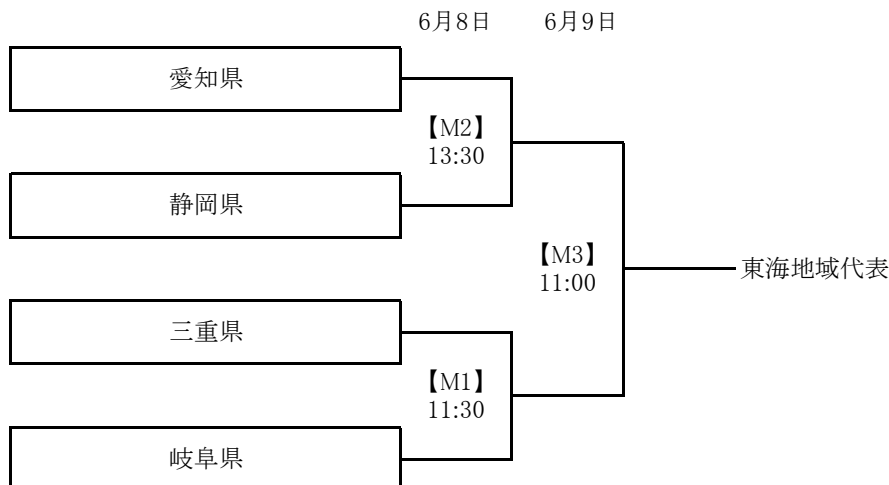 6月8日 6月9日
愛知県
【M2】
13:30
静岡県
【M3】
11:00
東海地域代表
三重県
【M1】
11:30
岐阜県